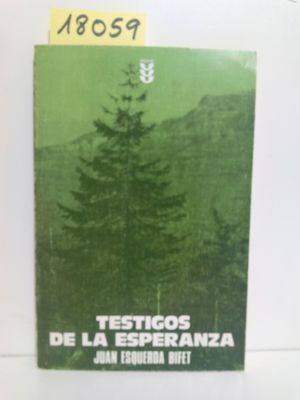 18059
TESTIGOS
DE LA ESPERANZA
JUAN ESQUERDA BIFET